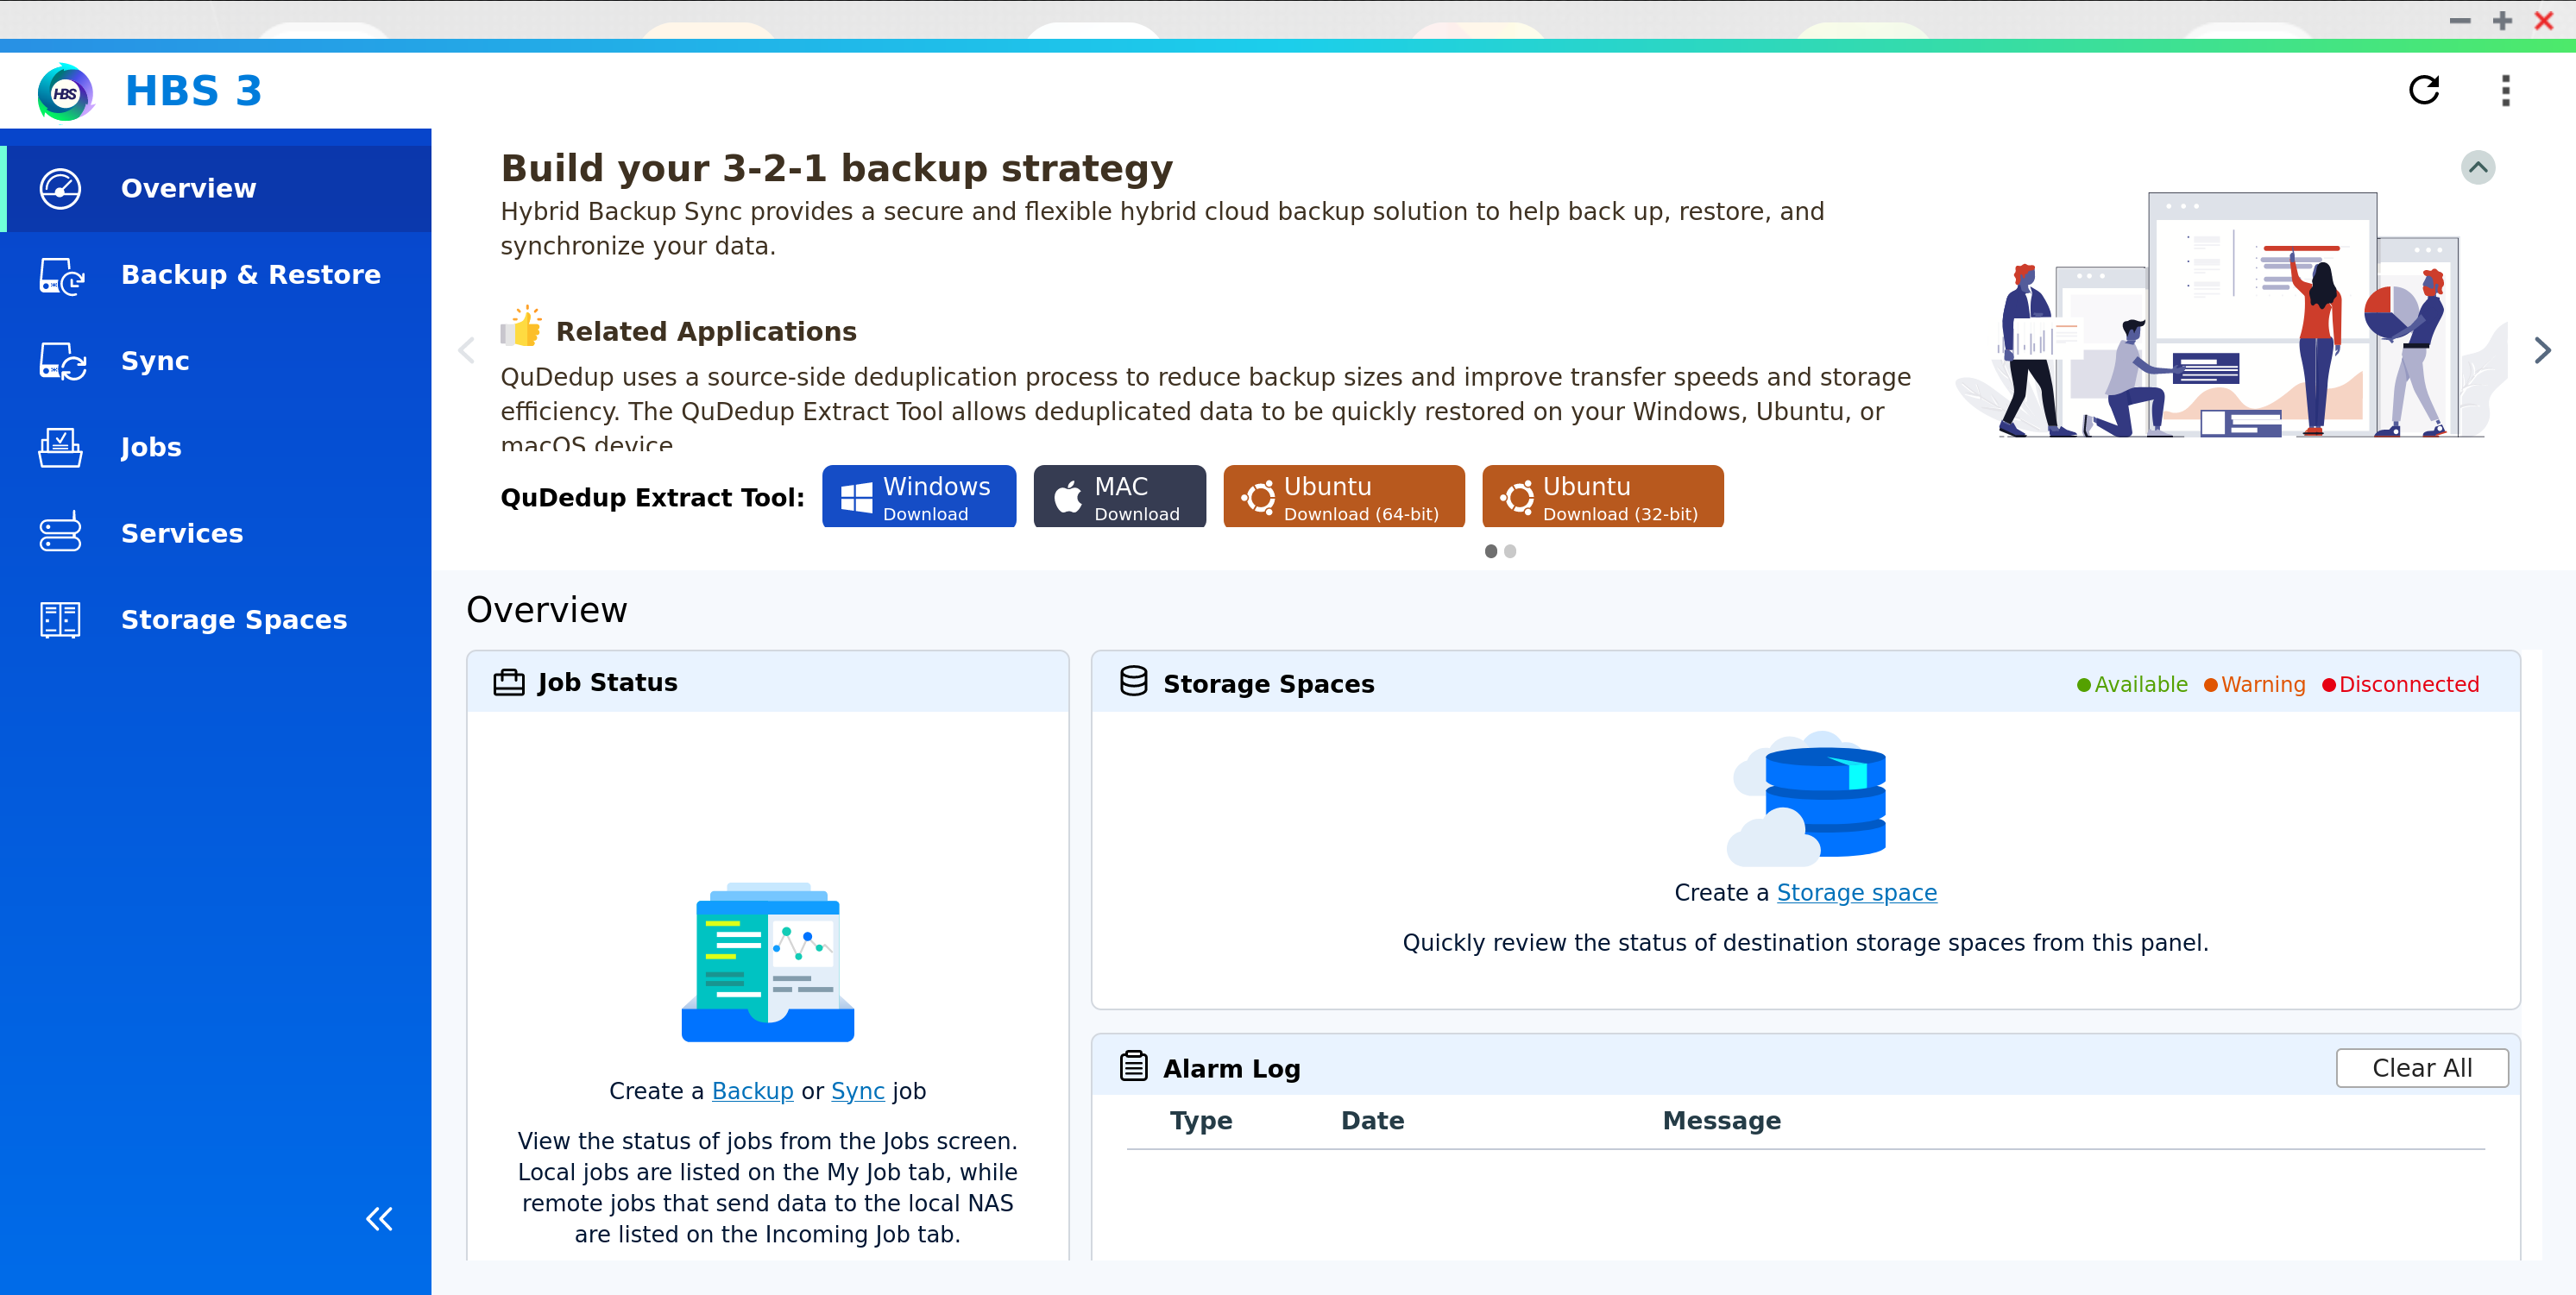 HBS
HBS 3
Overview
Backup & Restore
Sync
Jobs
Services
Storage Spaces
Build your 3-2-1 backup strategy
Hybrid Backup Sync provides a secure and flexible hybrid cloud backup solution to help back up, restore, and
synchronize your data.
Related Applications
QuDedup uses a source-side deduplication process to reduce backup sizes and improve transfer speeds and storage
efficiency. The QuDedup Extract Tool allows deduplicated data to be quickly restored on your Windows, Ubuntu, or
macOS device
QuDedup Extract Tool:
Windows
Download
MAC
Download
Ubuntu
Download (64-bit)
Ubuntu
Download (32-bit)
Overview
Job Status
Create a Backup or Sync job
View the status of jobs from the Jobs screen.
Local jobs are listed on the My Job tab, while
remote jobs that send data to the local NAS
are listed on the Incoming Job tab.
Storage Spaces
Available Warning Disconnected
Create a Storage space
Quickly review the status of destination storage spaces from this panel.
Alarm Log
Clear All
Type Date Message